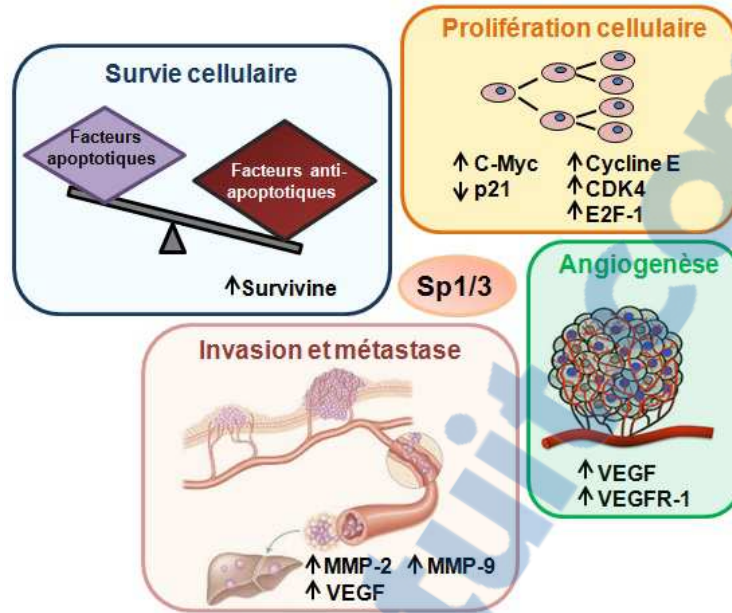 Survie cellulaire
Facteurs
apoptotiques
Facteurs anti-
apoptotiques
↑Survivine
Prolifération cellulaire
↑ C-Myc ↑ Cycline E
↓ p21 ↑ CDK4
↑ E2F-1
Sp1/3
Angiogenèse
↑ VEGF
↑ VEGFR-1
Invasion et métastase
↑ MMP-2 ↑ MMP-9
↑ VEGF